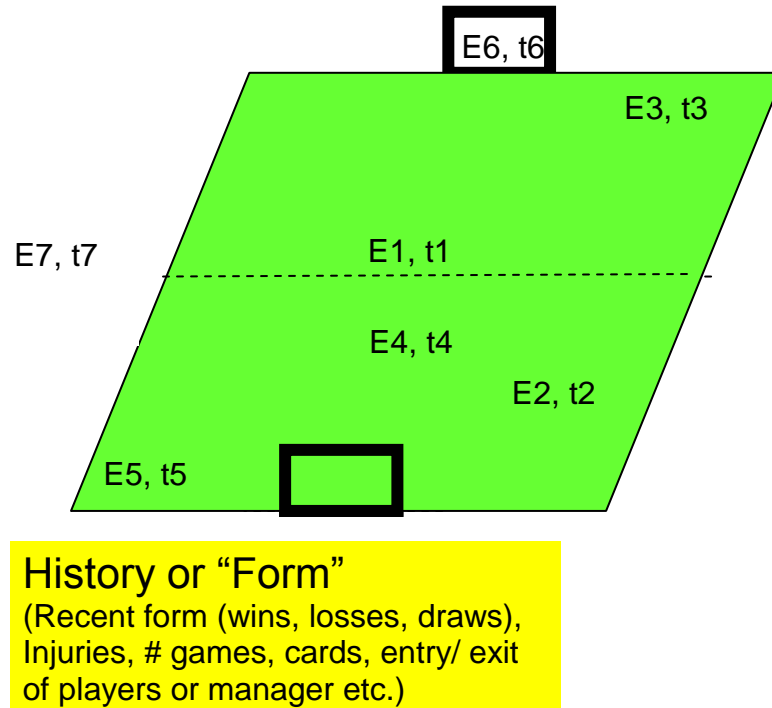 E6, t6
E3, t3
E7, t7
E1, t1
E4, t4
E2, t2
E5, t5
History or “Form”
(Recent form (wins, losses, draws),
Injuries, # games, cards, entry/ exit
of players or manager etc.)